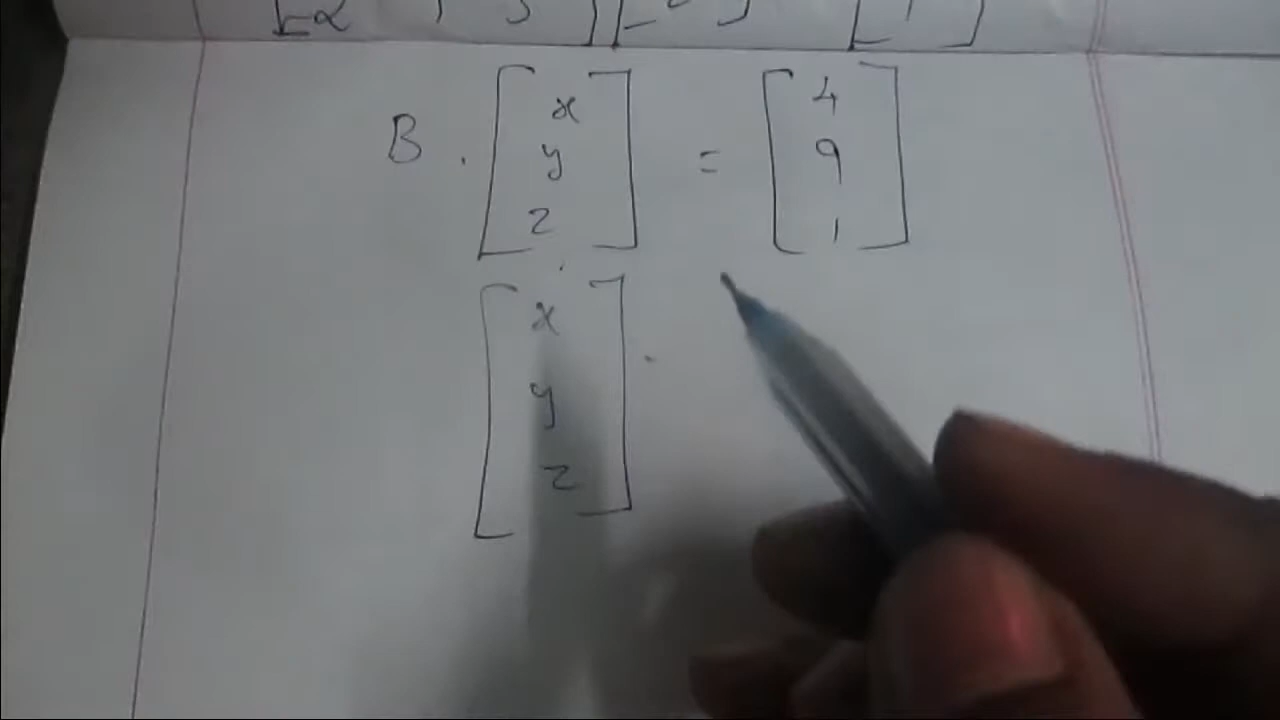 B . [ x y z ] = [ 4 9 1 ]
[ x y z ]